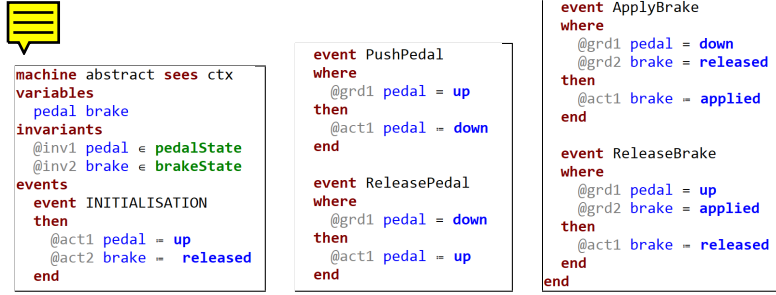 machine abstract sees ctx
variables
pedal brake
invariants
@inv1 pedal ∈ pedalState
@inv2 brake ∈ brakeState
events
event INITIALISATION
then
@act1 pedal ≔ up
@act2 brake ≔ released
end
event PushPedal
where
@grd1 pedal = up
then
@act1 pedal ≔ down
end
event ReleasePedal
where
@grd1 pedal = down
then
@act1 pedal ≔ up
end
event ApplyBrake
where
@grd1 pedal = down
@grd2 brake = released
then
@act1 brake ≔ applied
end
event ReleaseBrake
where
@grd1 pedal = up
@grd2 brake = applied
then
@act1 brake ≔ released
end
end